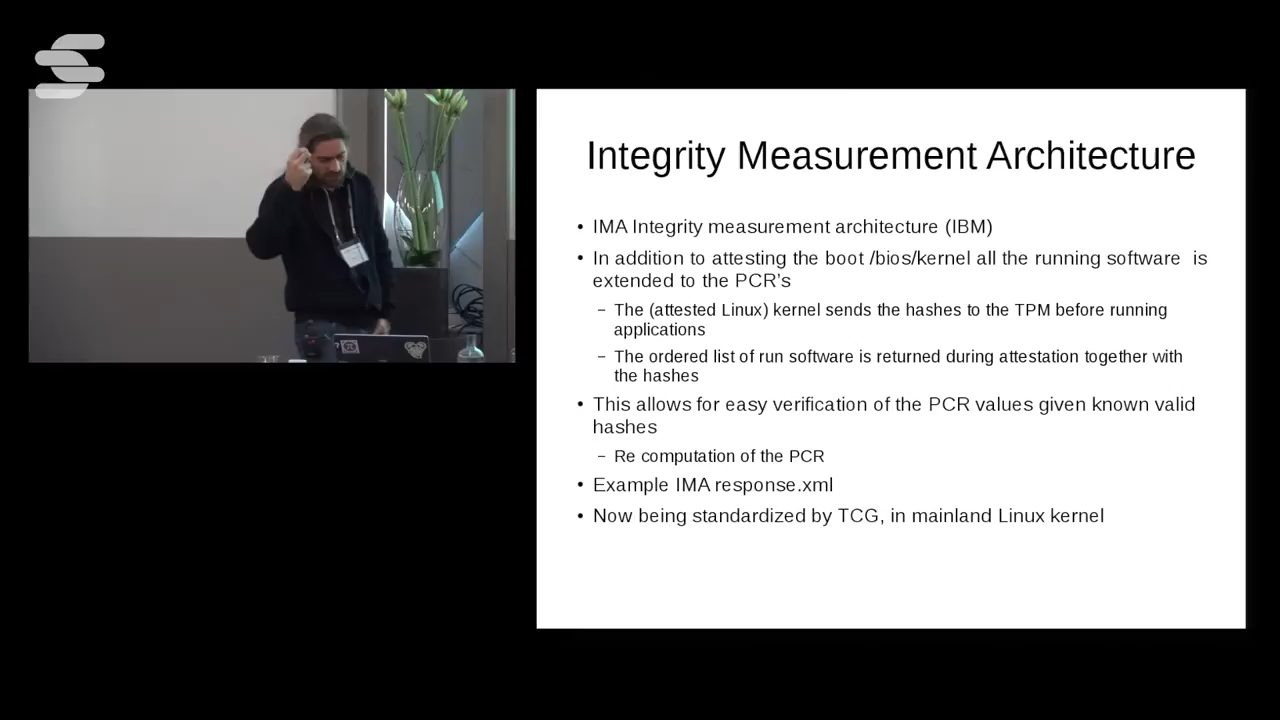 Integrity Measurement Architecture
• IMA Integrity measurement architecture (IBM)
• In addition to attesting the boot /bios/kernel all the running software is
extended to the PCR's
– The (attested Linux) kernel sends the hashes to the TPM before running
applications
– The ordered list of run software is returned during attestation together with
the hashes
• This allows for easy verification of the PCR values given known valid
hashes
– Re computation of the PCR
• Example IMA response.xml
• Now being standardized by TCG, in mainland Linux kernel